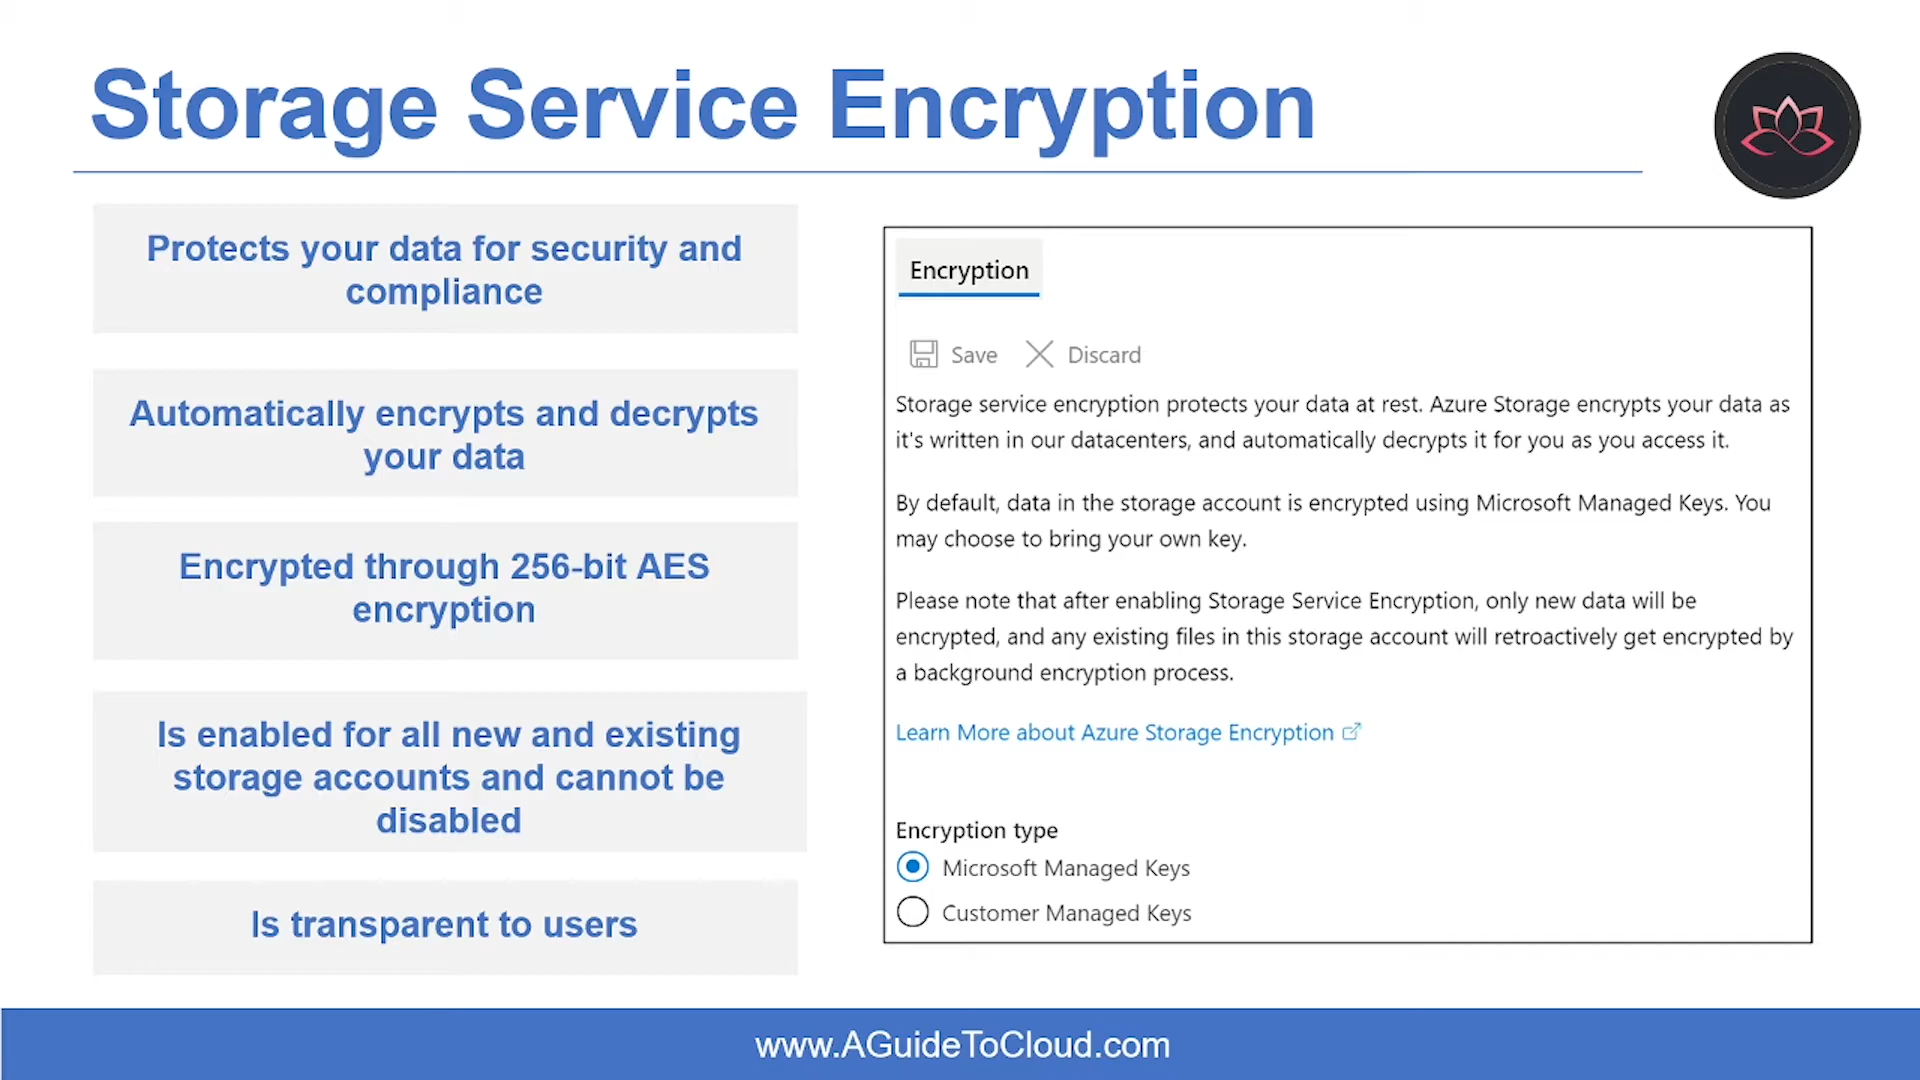 Storage Service Encryption
Protects your data for security and
compliance
Automatically encrypts and decrypts
your data
Encrypted through 256-bit AES
encryption
Is enabled for all new and existing
storage accounts and cannot be
disabled
Is transparent to users
Encryption
Save Discard
Storage service encryption protects your data at rest. Azure Storage encrypts your data as
it's written in our datacenters, and automatically decrypts it for you as you access it.
By default, data in the storage account is encrypted using Microsoft Managed Keys. You
may choose to bring your own key.
Please note that after enabling Storage Service Encryption, only new data will be
encrypted, and any existing files in this storage account will retroactively get encrypted by
a background encryption process.
Learn More about Azure Storage Encryption
Encryption type
Microsoft Managed Keys
Customer Managed Keys
www.AGuideToCloud.com